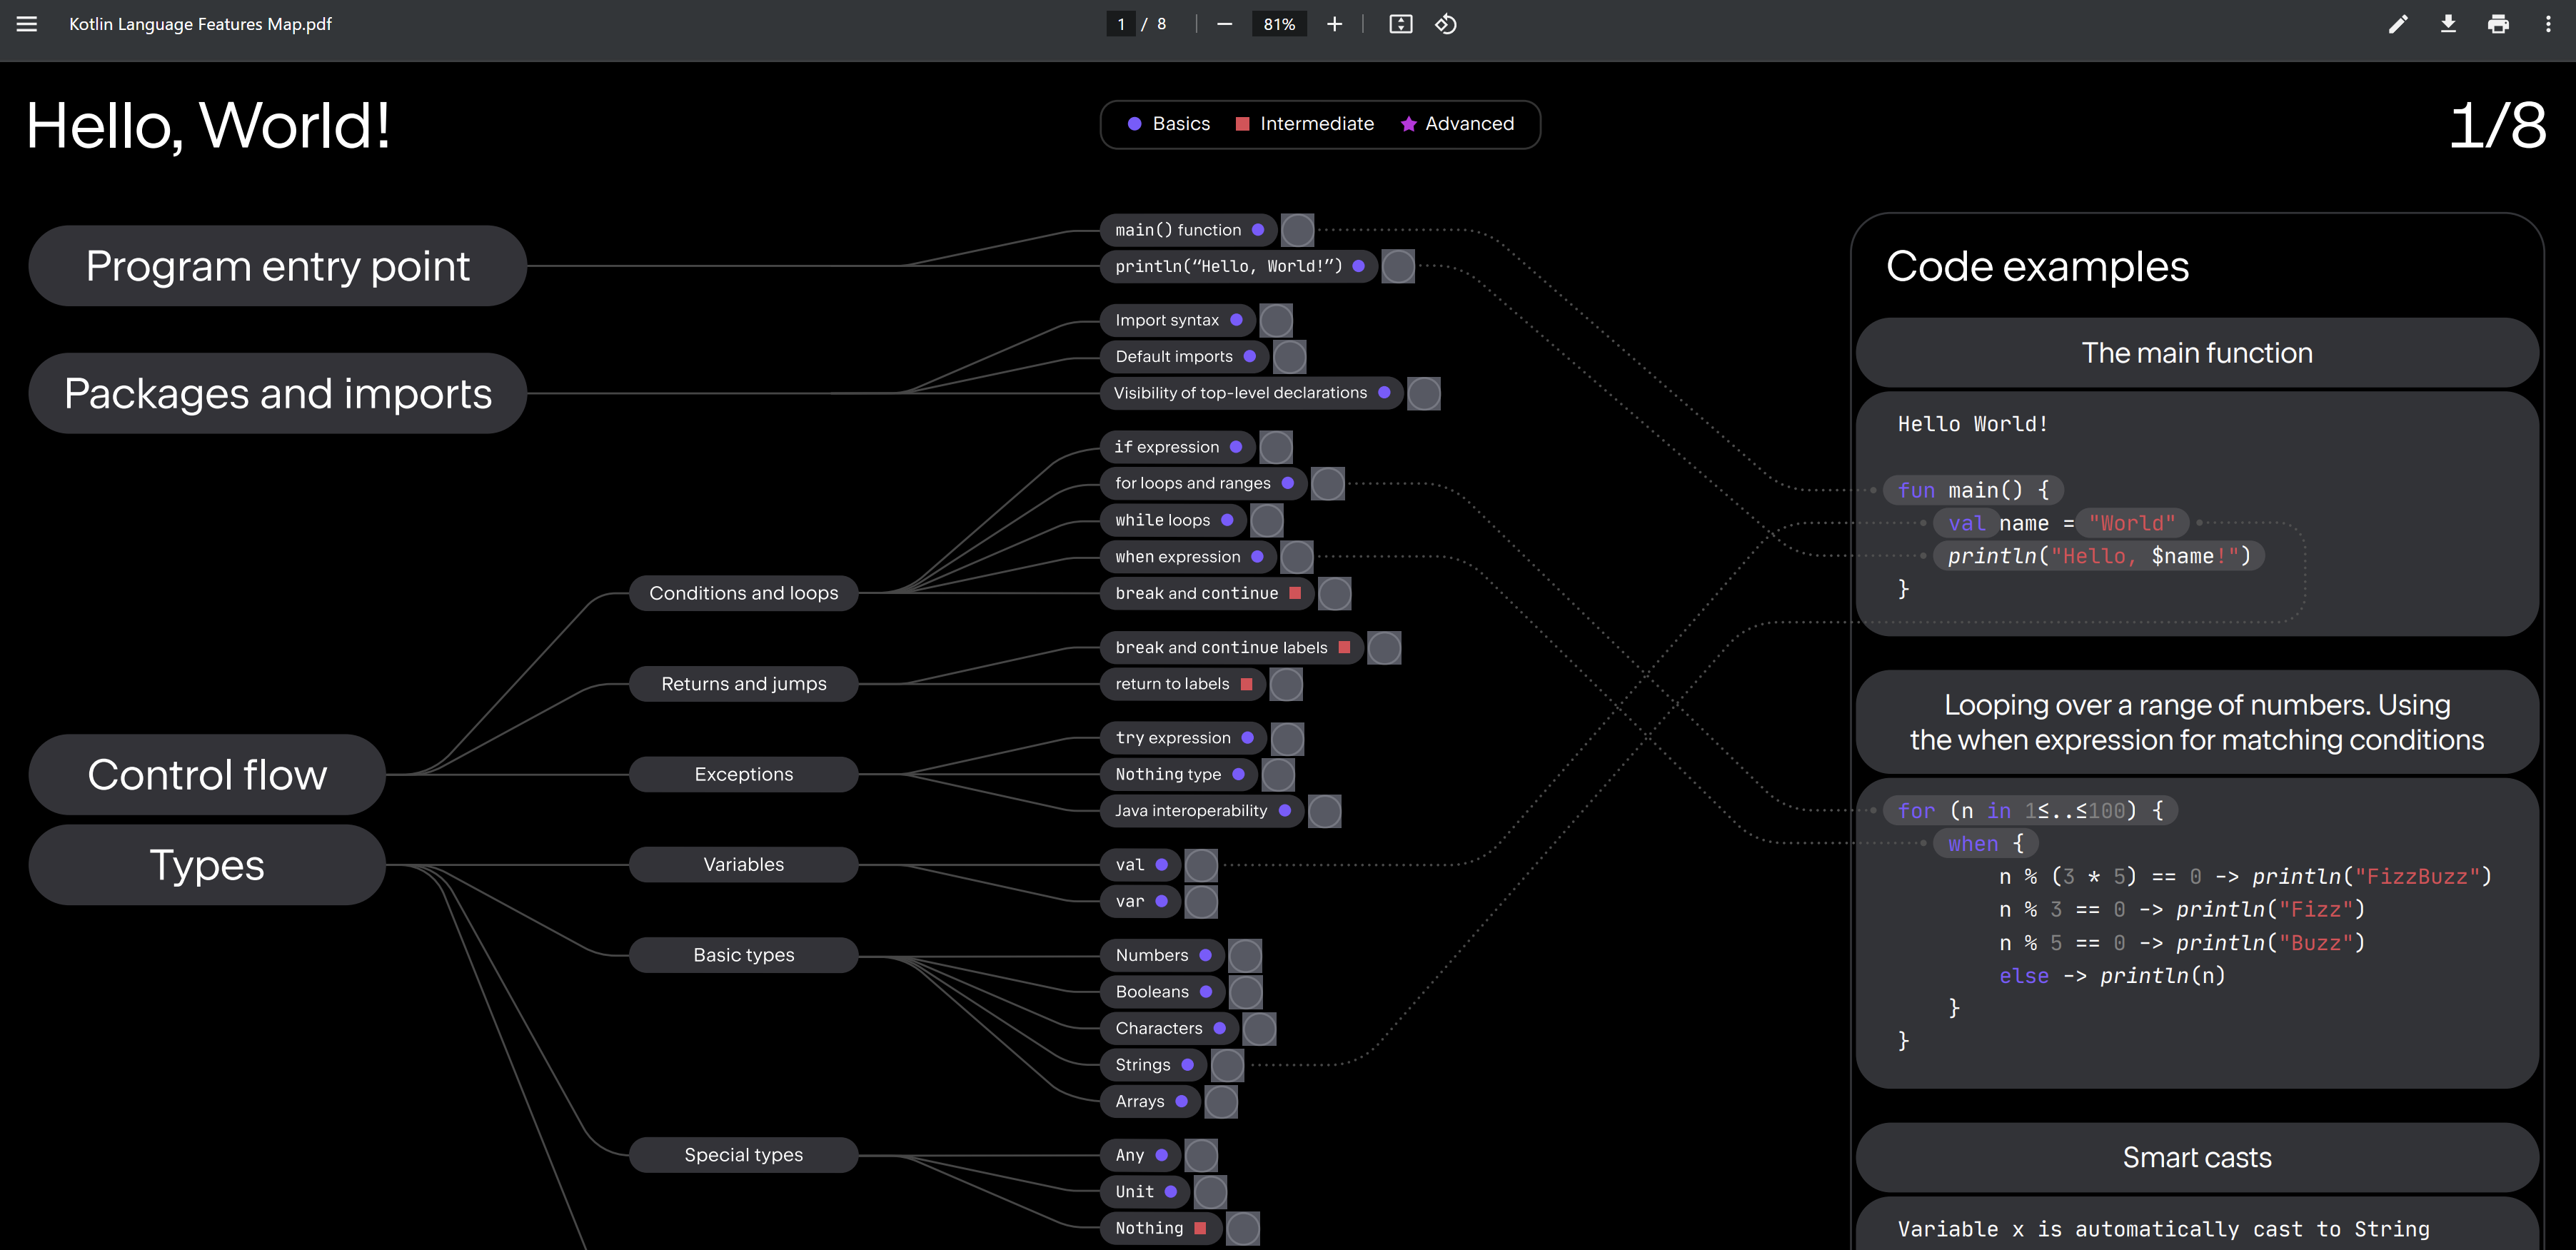 Kotlin Language Features Map.pdf
1 / 8
81%
Hello, World!
Basics
Intermediate
Advanced
1/8
Program entry point
main() function
println(“Hello, World!”)
Packages and imports
Import syntax
Default imports
Visibility of top-level declarations
Control flow
Conditions and loops
if expression
for loops and ranges
while loops
when expression
break and continue
Returns and jumps
break and continue labels
return to labels
Exceptions
try expression
Nothing type
Java interoperability
Types
Variables
val
var
Basic types
Numbers
Booleans
Characters
Strings
Arrays
Special types
Any
Unit
Nothing
Code examples
The main function
Hello World!
fun main() {
val name = "World"
println("Hello, $name!")
}
Looping over a range of numbers. Using
the when expression for matching conditions
for (n in 1≤..≤100) {
when {
n % (3 * 5) == 0 -> println("FizzBuzz")
n % 3 == 0 -> println("Fizz")
n % 5 == 0 -> println("Buzz")
else -> println(n)
}
}
Smart casts
Variable x is automatically cast to String